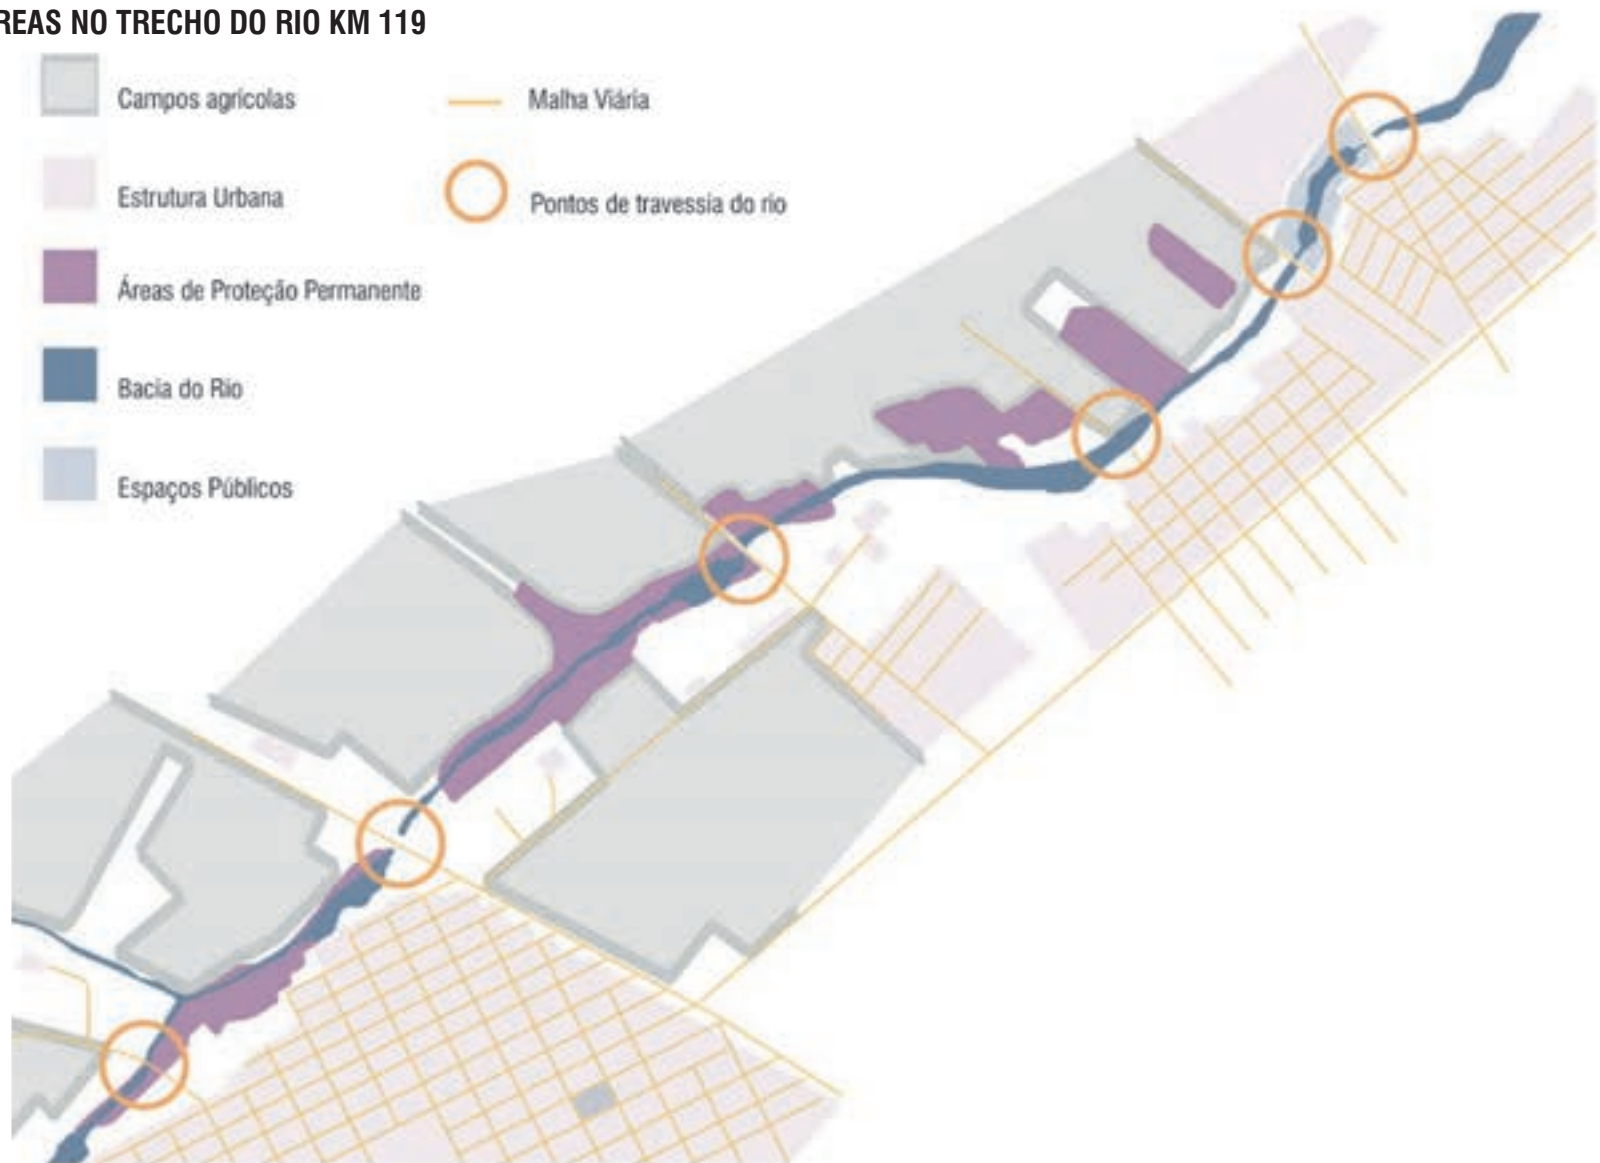 REAS NO TRECHO DO RIO KM 119
Campos agrícolas
Malha Viária
Estrutura Urbana
Pontos de travessia do rio
Áreas de Proteção Permanente
Bacia do Rio
Espaços Públicos